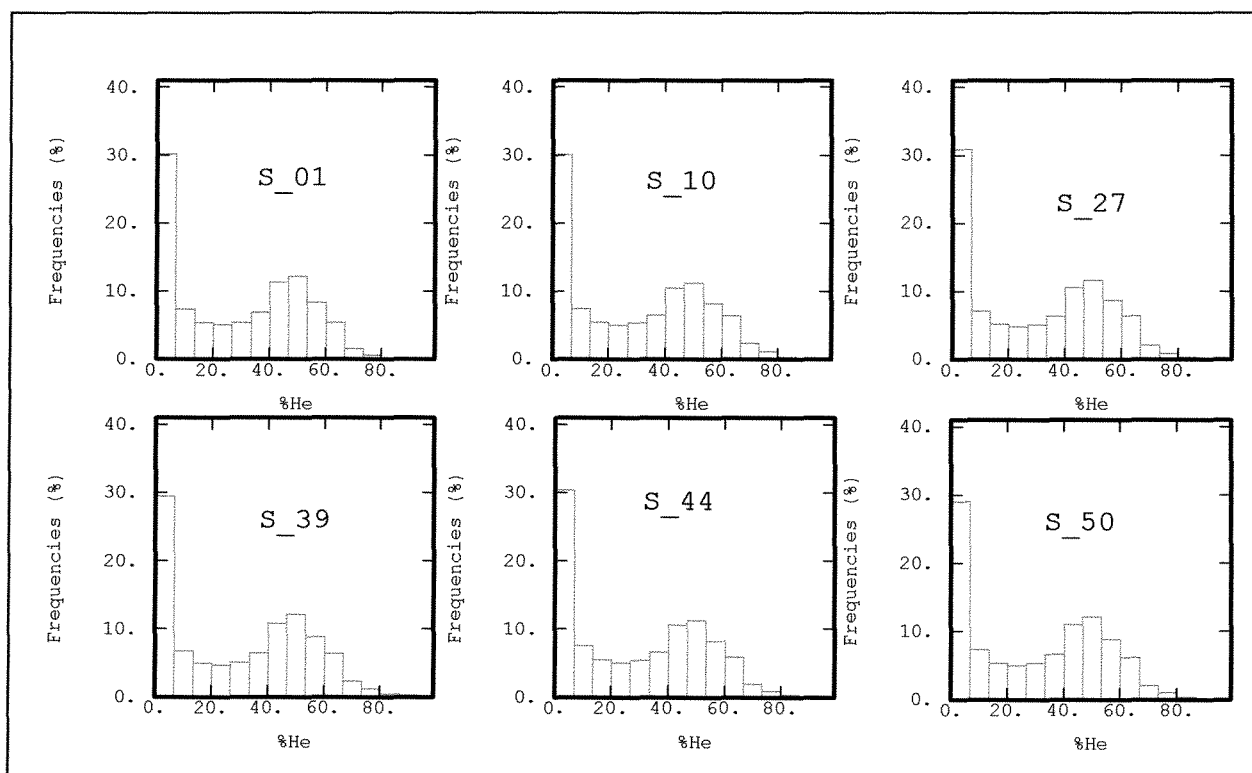 Frequencies (%)
40.
30.
20.
10.
0.
S_01
0. 20. 40. 60. 80.
%He
Frequencies (%)
40.
30.
20.
10.
0.
S_10
0. 20. 40. 60. 80.
%He
Frequencies (%)
40.
30.
20.
10.
0.
S_27
0. 20. 40. 60. 80.
%He
Frequencies (%)
40.
30.
20.
10.
0.
S_39
0. 20. 40. 60. 80.
%He
Frequencies (%)
40.
30.
20.
10.
0.
S_44
0. 20. 40. 60. 80.
%He
Frequencies (%)
40.
30.
20.
10.
0.
S_50
0. 20. 40. 60. 80.
%He